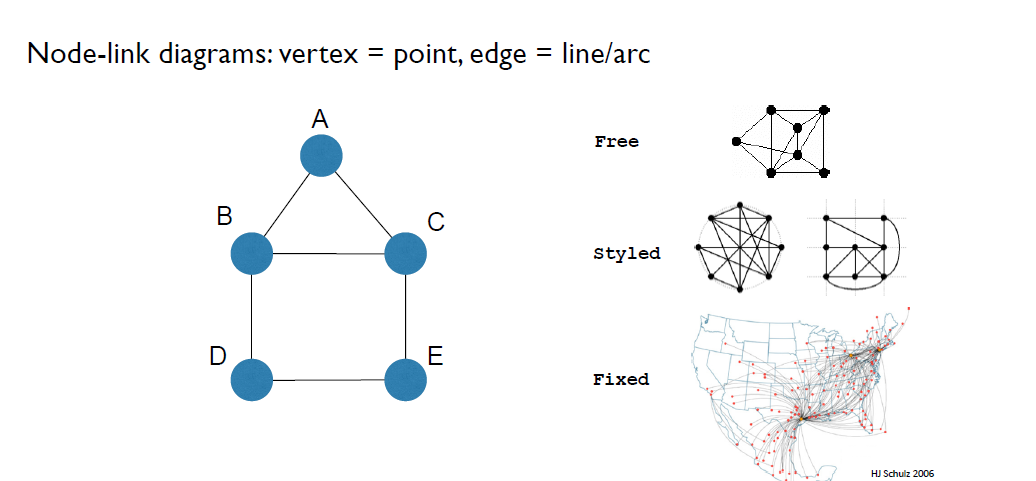 Node-link diagrams: vertex = point, edge = line/arc
A
B
C
D
E
Free
Styled
Fixed
HJ Schulz 2006